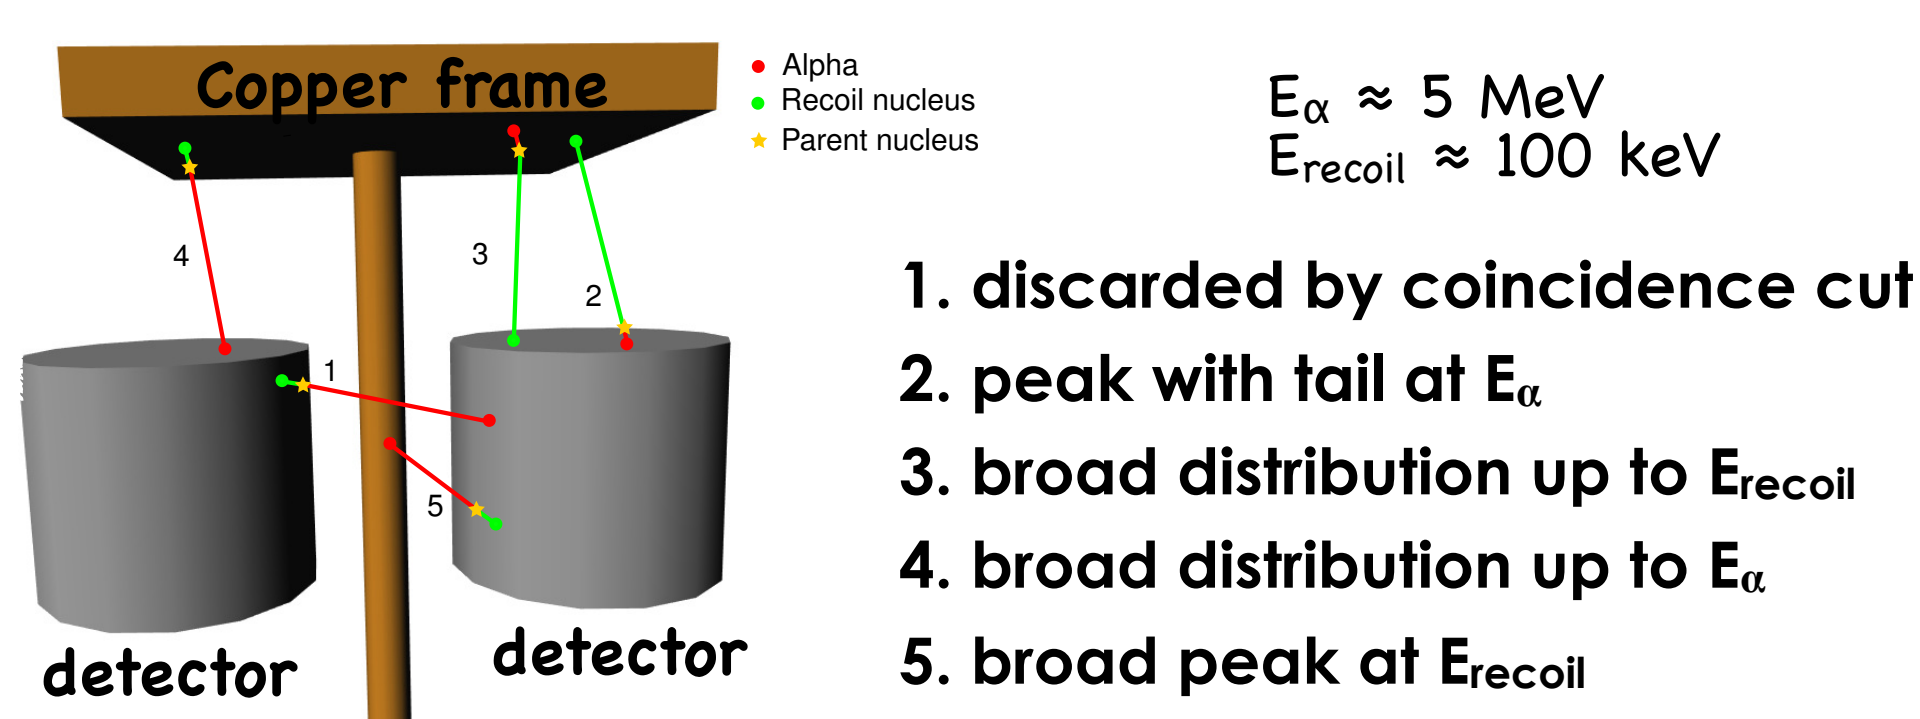 Copper frame
Alpha
Recoil nucleus
Parent nucleus
Eα ≈ 5 MeV
Erecoil ≈ 100 keV
4
3
2
1
5
detector
detector
1. discarded by coincidence cut
2. peak with tail at Eα
3. broad distribution up to Erecoil
4. broad distribution up to Eα
5. broad peak at Erecoil